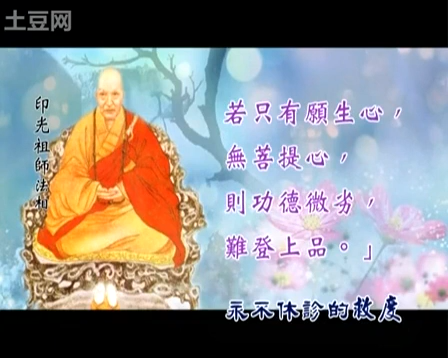 土豆网
印光祖師法相
若只有願生心，
無菩提心，
則功德微劣，
難登上品。」
永不休診的救度